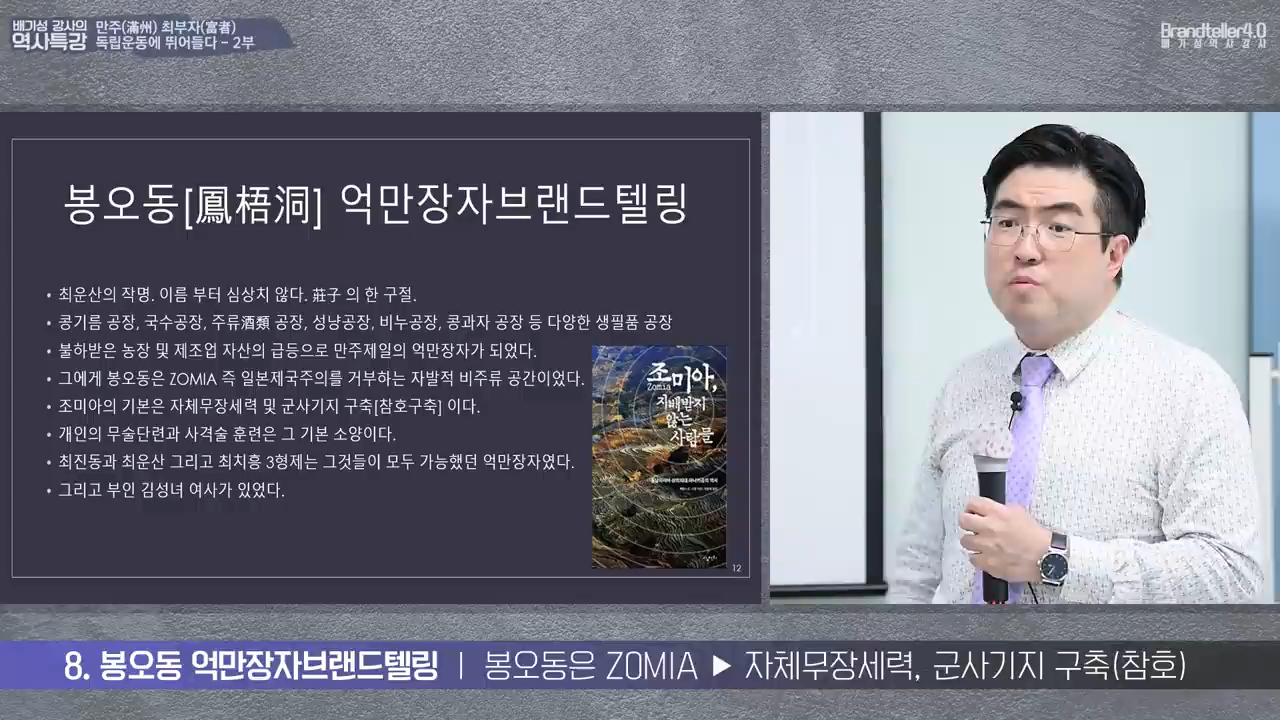 배기성 강사의
역사특강
만주(滿州) 최부자(富者)
독립운동에 뛰어들다 - 2부
Brandteller4.0
배기성역사강사
봉오동[鳳梧洞] 억만장자브랜드텔링
• 최운산의 작명. 이름 부터 심상치 않다. 莊子 의 한 구절.
• 콩기름 공장, 국수공장, 주류酒類 공장, 성냥공장, 비누공장, 콩과자 공장 등 다양한 생필품 공장
• 불하받은 농장 및 제조업 자산의 급등으로 만주제일의 억만장자가 되었다.
• 그에게 봉오동은 ZOMIA 즉 일본제국주의를 거부하는 자발적 비주류 공간이었다.
• 조미아의 기본은 자체무장세력 및 군사기지 구축[참호구축] 이다.
• 개인의 무술단련과 사격술 훈련은 그 기본 소양이다.
• 최진동과 최운산 그리고 최치흥 3형제는 그것들이 모두 가능했던 억만장자였다.
• 그리고 부인 김성녀 여사가 있었다.
조미아,
Zomia
지배받지
않는
사람들
12
8. 봉오동 억만장자브랜드텔링 | 봉오동은 ZOMIA ▶ 자체무장세력, 군사기지 구축(참호)